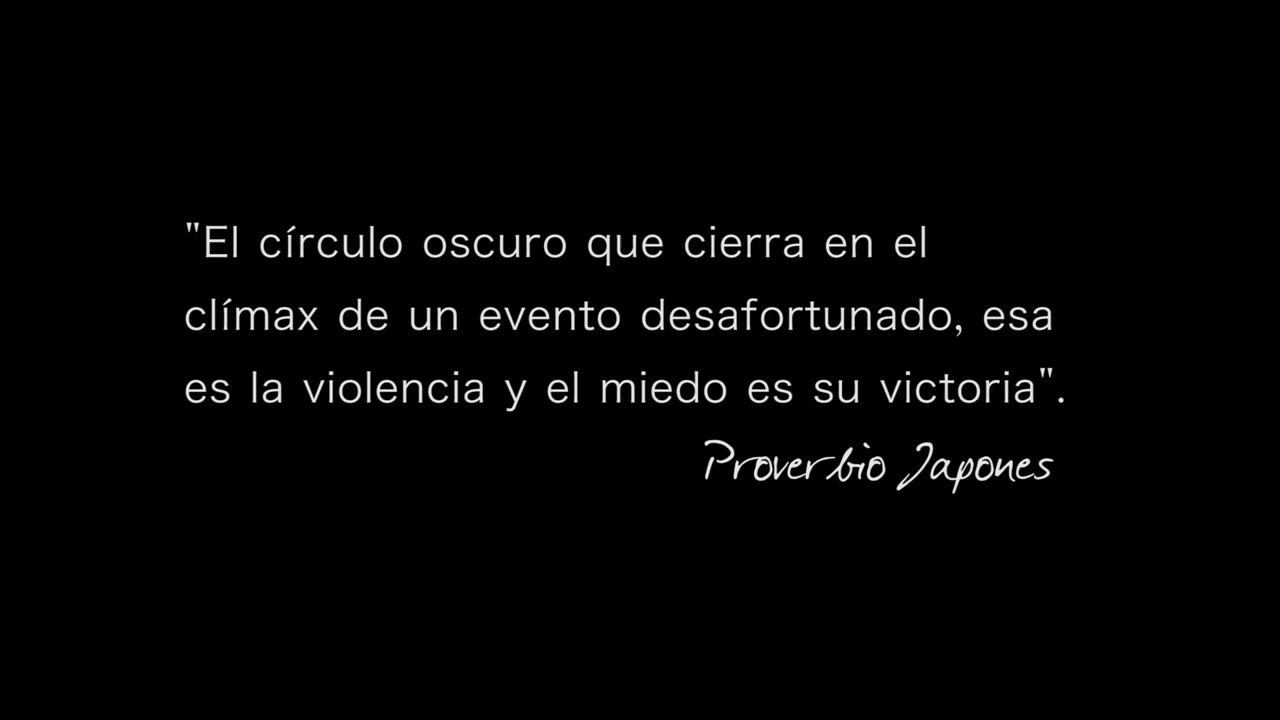 "El círculo oscuro que cierra en el
clímax de un evento desafortunado, esa
es la violencia y el miedo es su victoria".
Proverbio Japones